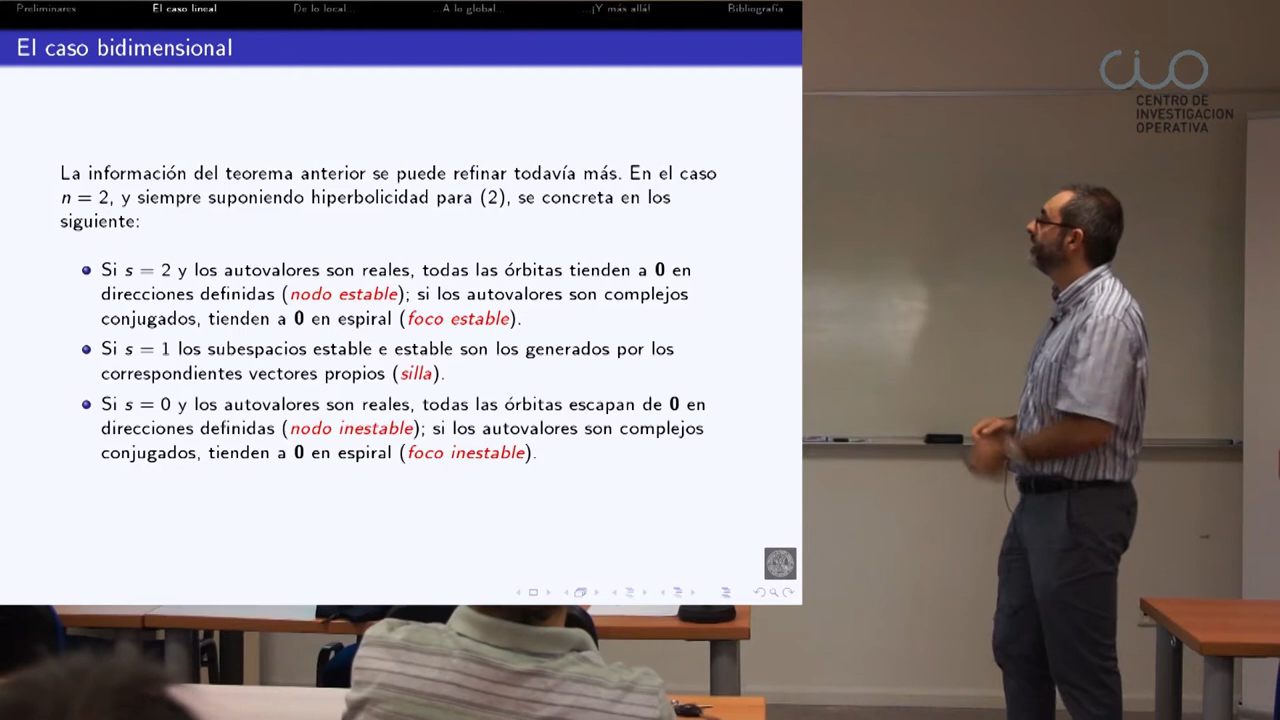 Preliminares El caso lineal De lo local... ...A lo global... ...¡Y más allá! Bibliografía
El caso bidimensional
La información del teorema anterior se puede refinar todavía más. En el caso
n = 2, y siempre suponiendo hiperbolicidad para (2), se concreta en los
siguiente:
Si s = 2 y los autovalores son reales, todas las órbitas tienden a 0 en
direcciones definidas (nodo estable); si los autovalores son complejos
conjugados, tienden a 0 en espiral (foco estable).
Si s = 1 los subespacios estable e estable son los generados por los
correspondientes vectores propios (silla).
Si s = 0 y los autovalores son reales, todas las órbitas escapan de 0 en
direcciones definidas (nodo inestable); si los autovalores son complejos
conjugados, tienden a 0 en espiral (foco inestable).
CIO
CENTRO DE
INVESTIGACION
OPERATIVA